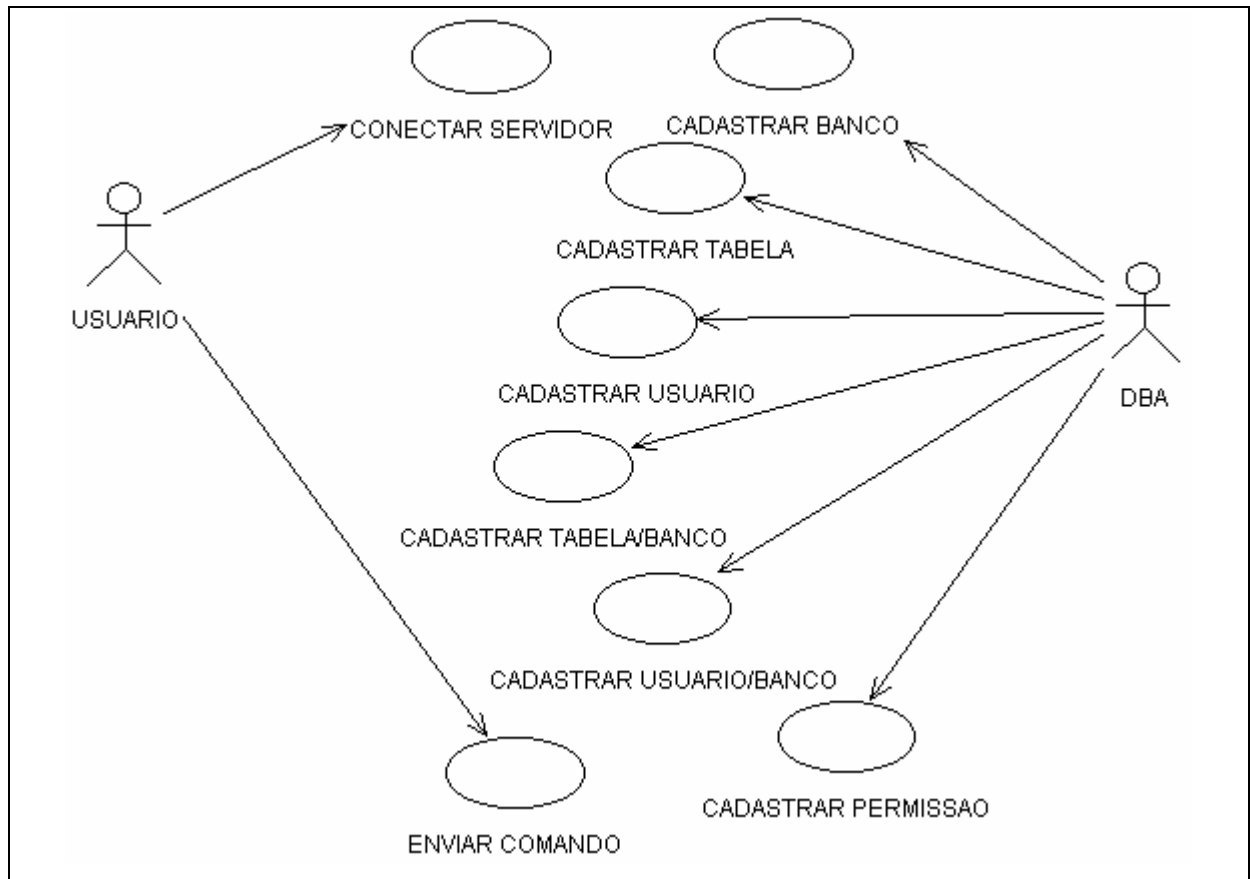 CONECTAR SERVIDOR
CADASTRAR BANCO
CADASTRAR TABELA
USUARIO
CADASTRAR USUARIO
DBA
CADASTRAR TABELA/BANCO
CADASTRAR USUARIO/BANCO
CADASTRAR PERMISSAO
ENVIAR COMANDO